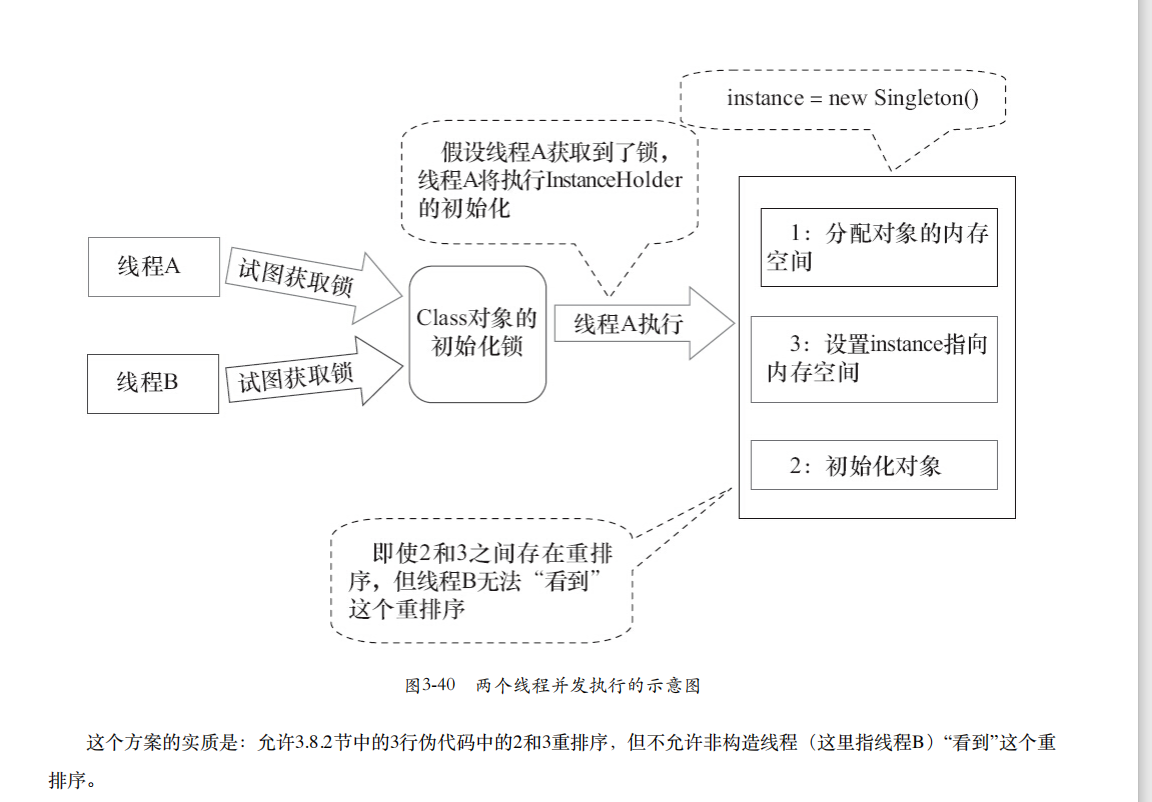 instance = new Singleton()
假设线程A获取到了锁，
线程A将执行InstanceHolder
的初始化
线程A
试图获取锁
线程B
试图获取锁
Class对象的
初始化锁
线程A执行
1：分配对象的内存
空间
3：设置instance指向
内存空间
2：初始化对象
即使2和3之间存在重排
序，但线程B无法“看到”
这个重排序
图3-40 两个线程并发执行的示意图
这个方案的实质是：允许3.8.2节中的3行伪代码中的2和3重排序，但不允许非构造线程（这里指线程B）“看到”这个重
排序。